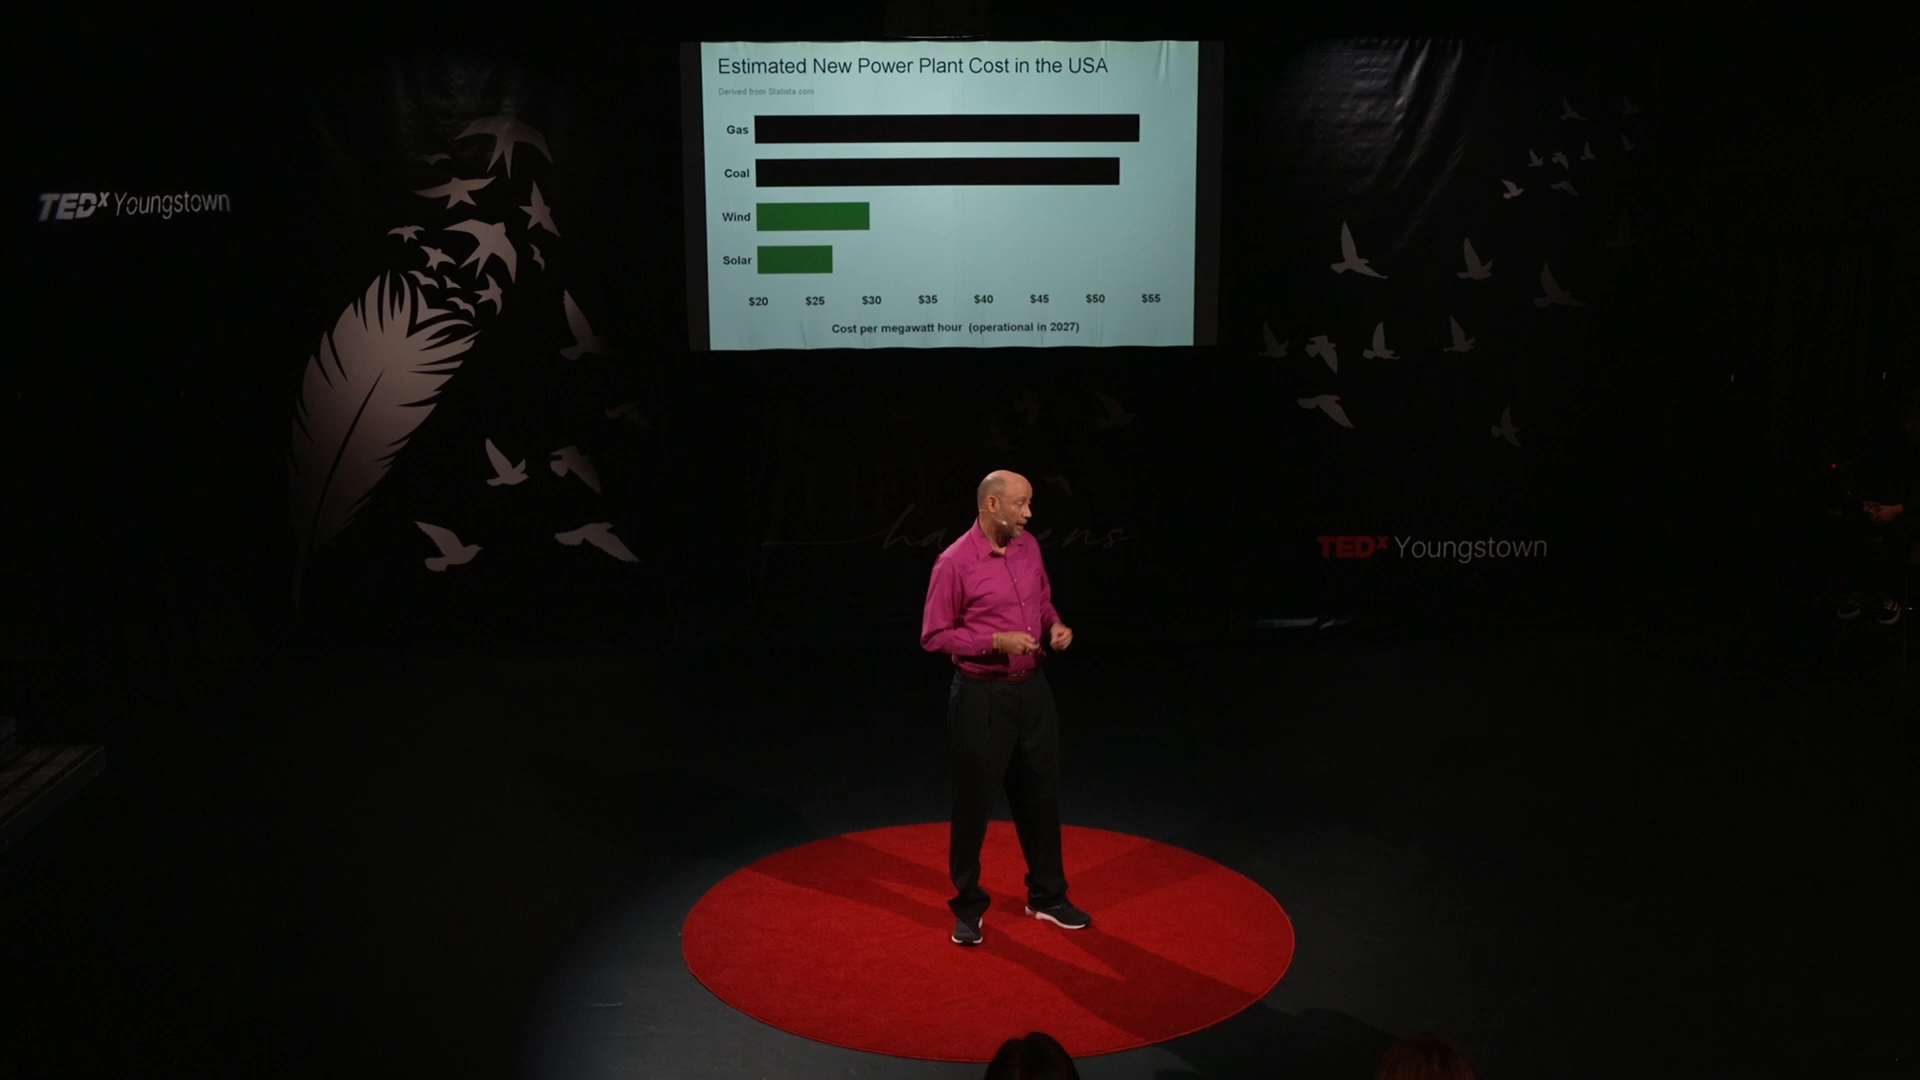 Estimated New Power Plant Cost in the USA
Derived from Statista.com
Gas
Coal
Wind
Solar
$20 $25 $30 $35 $40 $45 $50 $55
Cost per megawatt hour (operational in 2027)
TEDx Youngstown
TEDx Youngstown